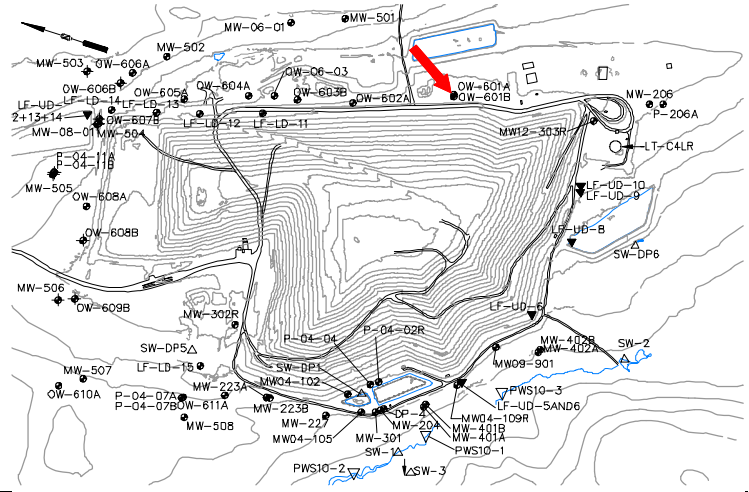 MW-501
MW-06-01
MW-502
MW-503
OW-606A
OW-606B
OW-06-03
OW-604A
OW-603B
OW-605A
OW-602A
OW-601A
OW-601B
MW-206
P-206A
LF-UD-
LF-LD-14
2+13+14
LF-LD-13
OW-607B
LF-LD-12
LF-LD-11
MW-08-01
MW-504
MW12-303R
LT-C4LR
P-04-11A
P-04-11B
MW-505
LF-UD-10
LF-UD-9
OW-608A
LF-UD-8
OW-608B
SW-DP6
MW-506
OW-609B
MW-302R
LF-UD-6
P-04-04
P-04-02R
SW-DP5
MW-402B
MW-402A
SW-2
LF-LD-15
SW-DP1
MW09-901
MW-507
MW-223A
MW04-102
OW-610A
P-04-07A
P-04-07B
OW-611A
MW-223B
PWS10-3
LF-UD-5AND6
MW-508
MW-227
DP-4
MW-204
MW04-109R
MW04-105
MW-301
MW-401B
MW-401A
SW-1
PWS10-1
PWS10-2
SW-3